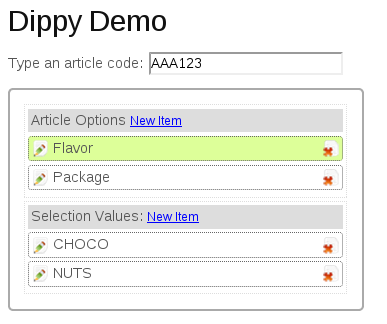 Dippy Demo
Type an article code: AAA123
Article Options New Item
Flavor
Package
Selection Values: New Item
CHOCO
NUTS